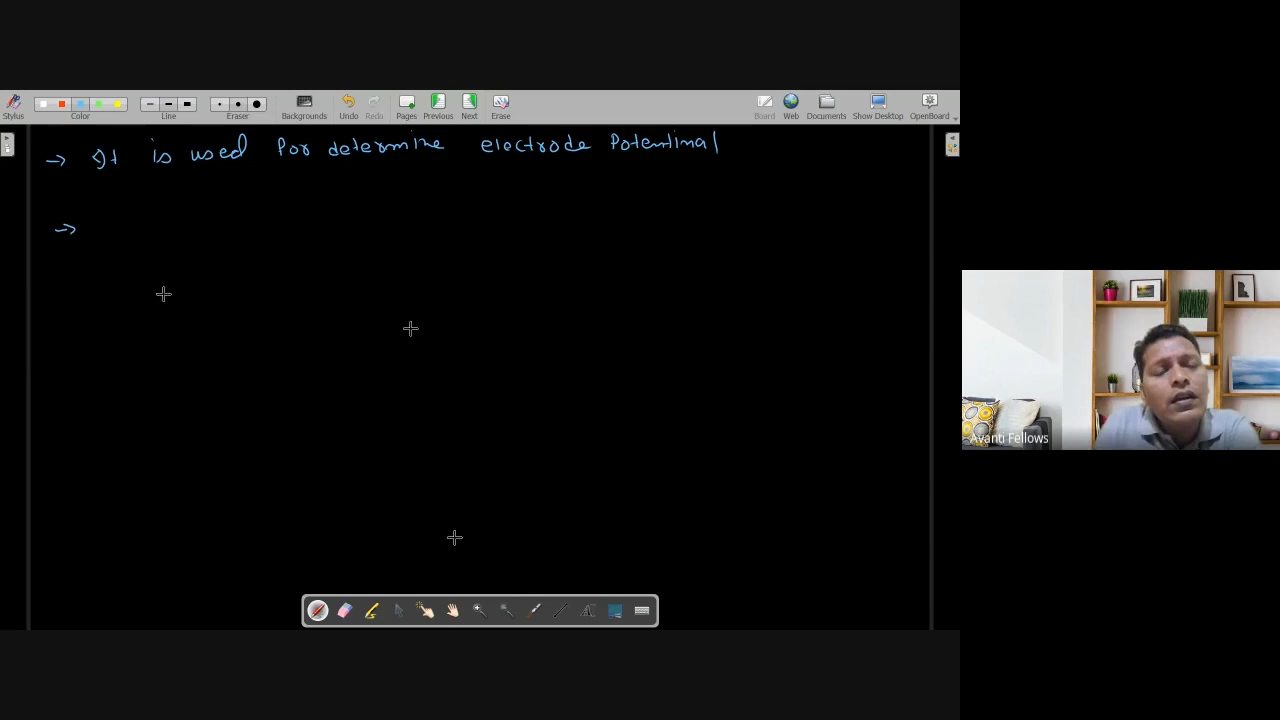 Stylus
Color
Line
Eraser
Backgrounds
Undo
Redo
Pages
Previous
Next
Erase
Board
Web
Documents
Show Desktop
OpenBoard
→ It is used for determine electrode Potentinal
→
Avanti Fellows